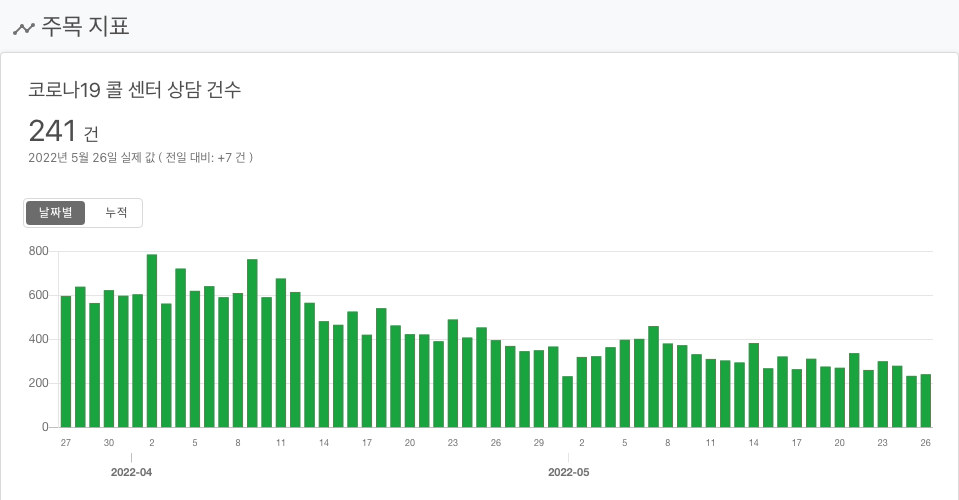 주목 지표
코로나19 콜 센터 상담 건수
241 건
2022년 5월 26일 실제 값 ( 전일 대비: +7 건 )
날짜별 누적
800
600
400
200
0
27 30 2 5 8 11 14 17 20 23 26 29 2 5 8 11 14 17 20 23 26
2022-04 2022-05